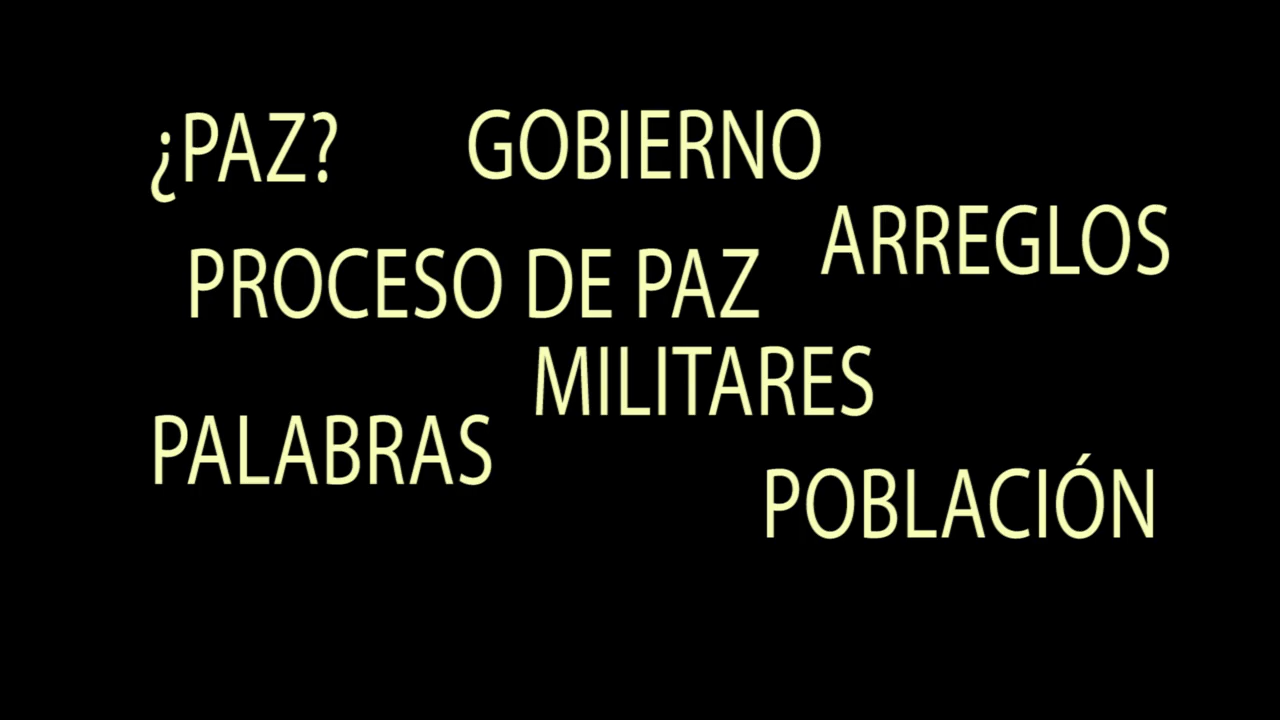 ¿PAZ?
GOBIERNO
ARREGLOS
PROCESO DE PAZ
MILITARES
PALABRAS
POBLACIÓN